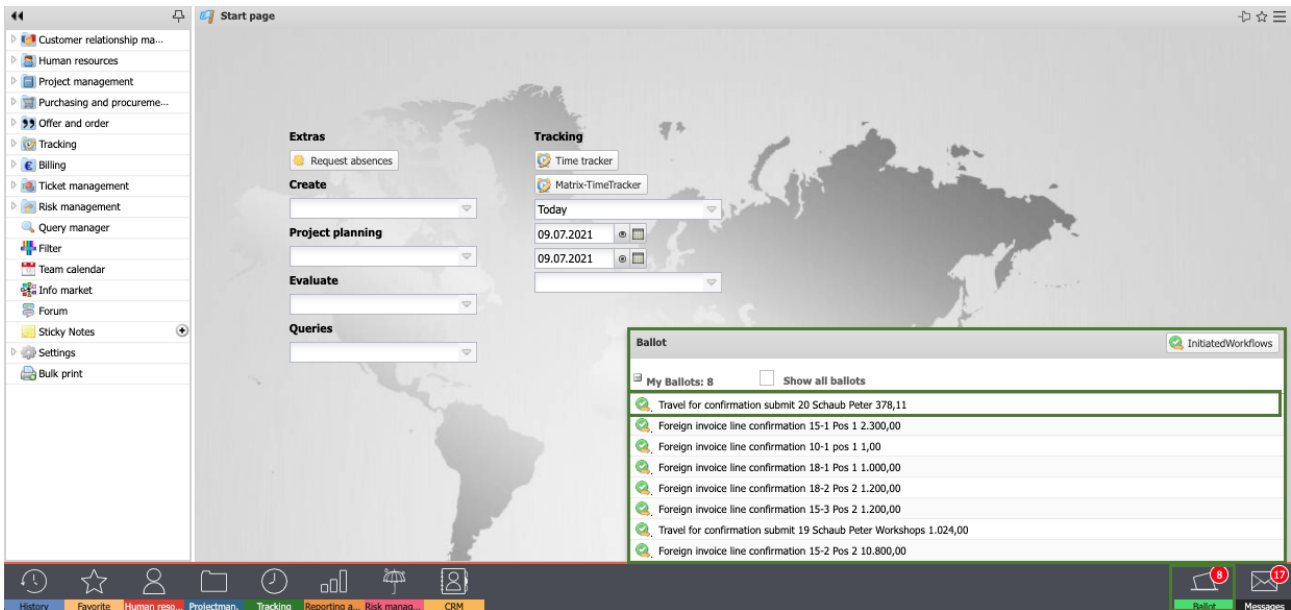 Start page
Customer relationship ma...
Human resources
Project management
Purchasing and procureme...
Offer and order
Tracking
Billing
Ticket management
Risk management
Query manager
Filter
Team calendar
Info market
Forum
Sticky Notes
Settings
Bulk print
Extras
Request absences
Create
Project planning
Evaluate
Queries
Tracking
Time tracker
Matrix-TimeTracker
Today
09.07.2021
09.07.2021
Ballot
InitiatedWorkflows
My Ballots: 8
Show all ballots
Travel for confirmation submit 20 Schaub Peter 378,11
Foreign invoice line confirmation 15-1 Pos 1 2.300,00
Foreign invoice line confirmation 10-1 pos 1 1,00
Foreign invoice line confirmation 18-1 Pos 1 1.000,00
Foreign invoice line confirmation 18-2 Pos 2 1.200,00
Foreign invoice line confirmation 15-3 Pos 2 1.200,00
Travel for confirmation submit 19 Schaub Peter Workshops 1.024,00
Foreign invoice line confirmation 15-2 Pos 2 10.800,00
8
17
History
Favorite
Human reso...
Projectman.
Tracking
Reporting a...
Risk manag...
CRM
Ballot
Messages